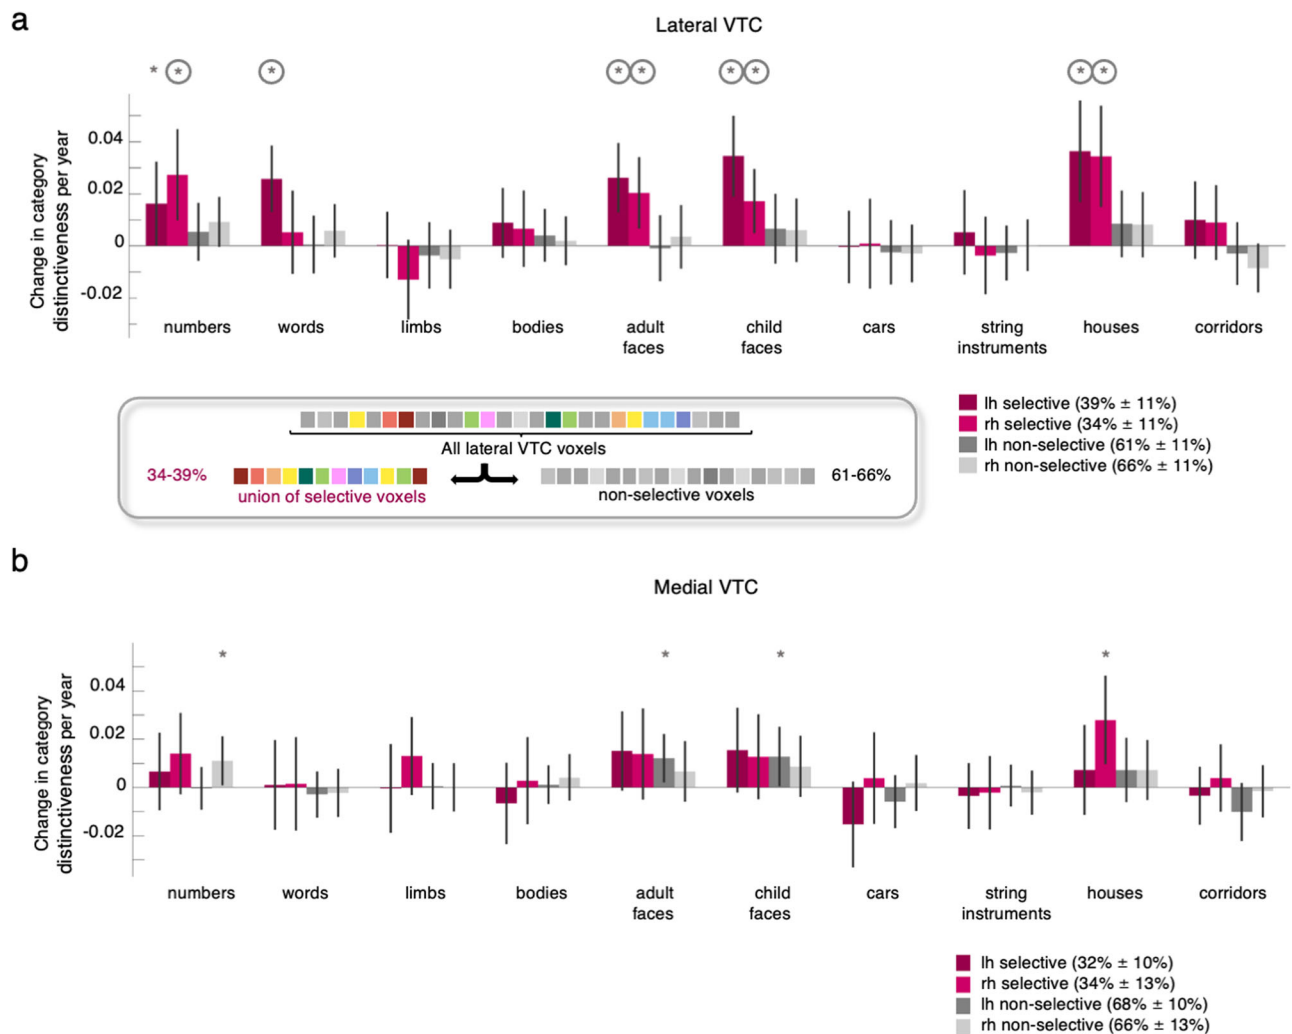 a
Lateral VTC
* * * * * * * * *
Change in category
distinctiveness per year
0.04
0.02
0
-0.02
numbers words limbs bodies adult faces child faces cars string instruments houses corridors
All lateral VTC voxels
34-39%
union of selective voxels
non-selective voxels
61-66%
lh selective (39% ± 11%)
rh selective (34% ± 11%)
lh non-selective (61% ± 11%)
rh non-selective (66% ± 11%)
b
Medial VTC
* * * *
Change in category
distinctiveness per year
0.04
0.02
0
-0.02
numbers words limbs bodies adult faces child faces cars string instruments houses corridors
lh selective (32% ± 10%)
rh selective (34% ± 13%)
lh non-selective (68% ± 10%)
rh non-selective (66% ± 13%)